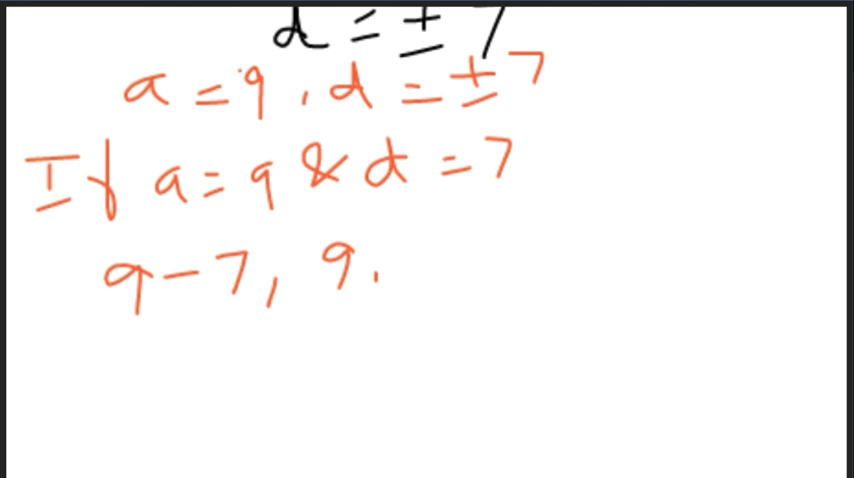 d = ± 7
a = 9, d = ± 7
If a = 9 & d = 7
9 - 7, 9,